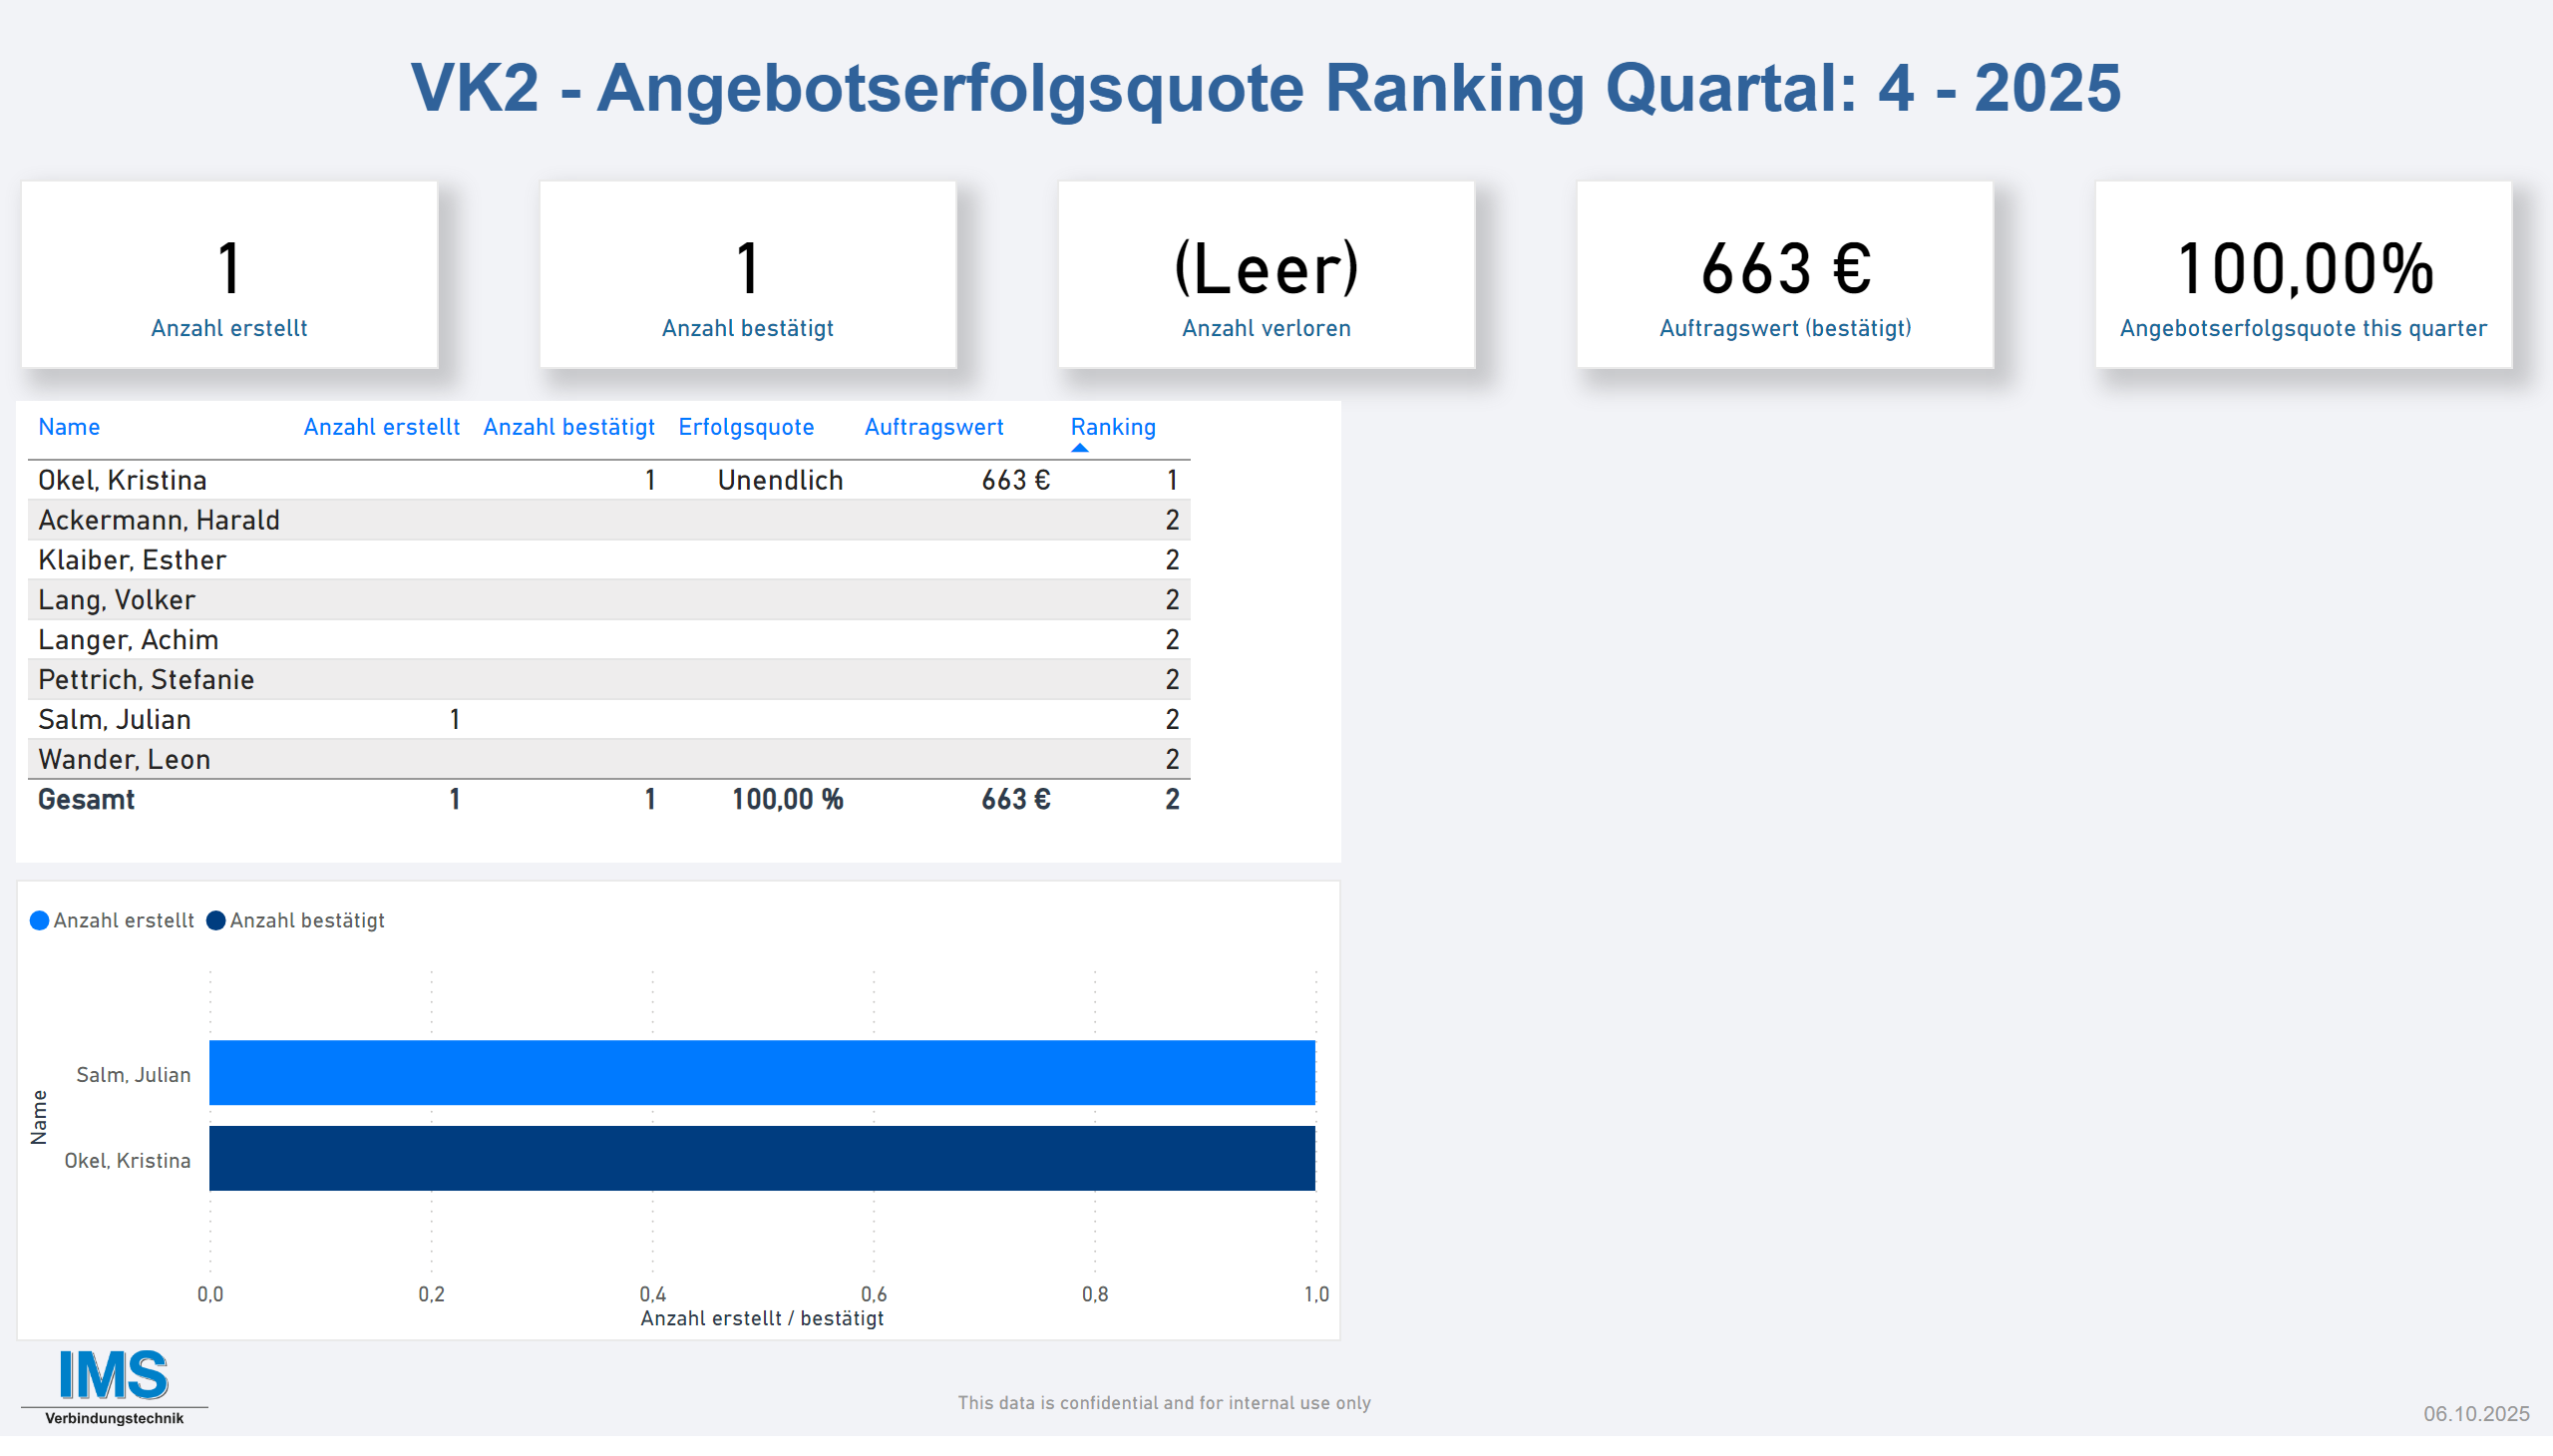 VK2 - Angebotserfolgsquote Ranking Quartal: 4 - 2025
1
Anzahl erstellt
1
Anzahl bestätigt
(Leer)
Anzahl verloren
663 €
Auftragswert (bestätigt)
100,00%
Angebotserfolgsquote this quarter
Name Anzahl erstellt Anzahl bestätigt Erfolgsquote Auftragswert Ranking
Okel, Kristina 1 Unendlich 663 € 1
Ackermann, Harald 2
Klaiber, Esther 2
Lang, Volker 2
Langer, Achim 2
Pettrich, Stefanie 2
Salm, Julian 1 2
Wander, Leon 2
Gesamt 1 1 100,00 % 663 € 2
Anzahl erstellt Anzahl bestätigt
Name
Salm, Julian
Okel, Kristina
0,0 0,2 0,4 0,6 0,8 1,0
Anzahl erstellt / bestätigt
IMS
Verbindungstechnik
This data is confidential and for internal use only
06.10.2025